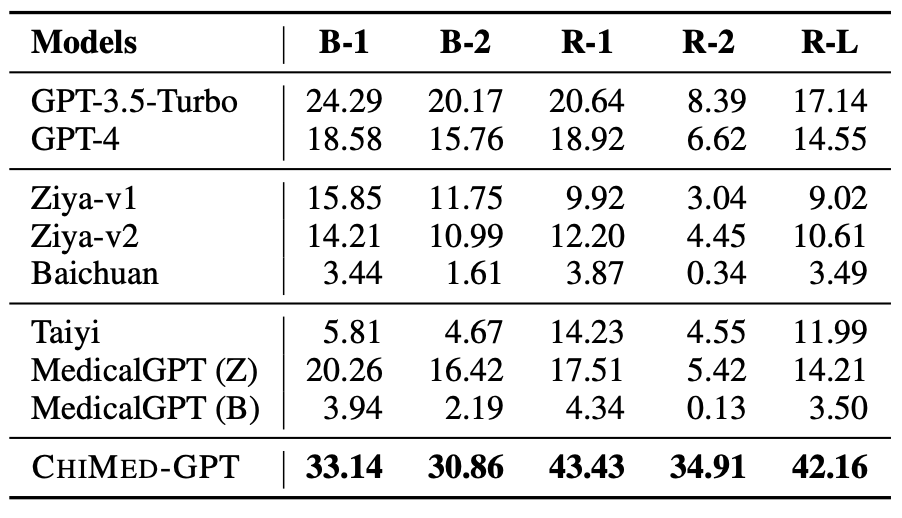 Models B-1 B-2 R-1 R-2 R-L
GPT-3.5-Turbo 24.29 20.17 20.64 8.39 17.14
GPT-4 18.58 15.76 18.92 6.62 14.55
Ziya-v1 15.85 11.75 9.92 3.04 9.02
Ziya-v2 14.21 10.99 12.20 4.45 10.61
Baichuan 3.44 1.61 3.87 0.34 3.49
Taiyi 5.81 4.67 14.23 4.55 11.99
MedicalGPT (Z) 20.26 16.42 17.51 5.42 14.21
MedicalGPT (B) 3.94 2.19 4.34 0.13 3.50
CHIMED-GPT 33.14 30.86 43.43 34.91 42.16